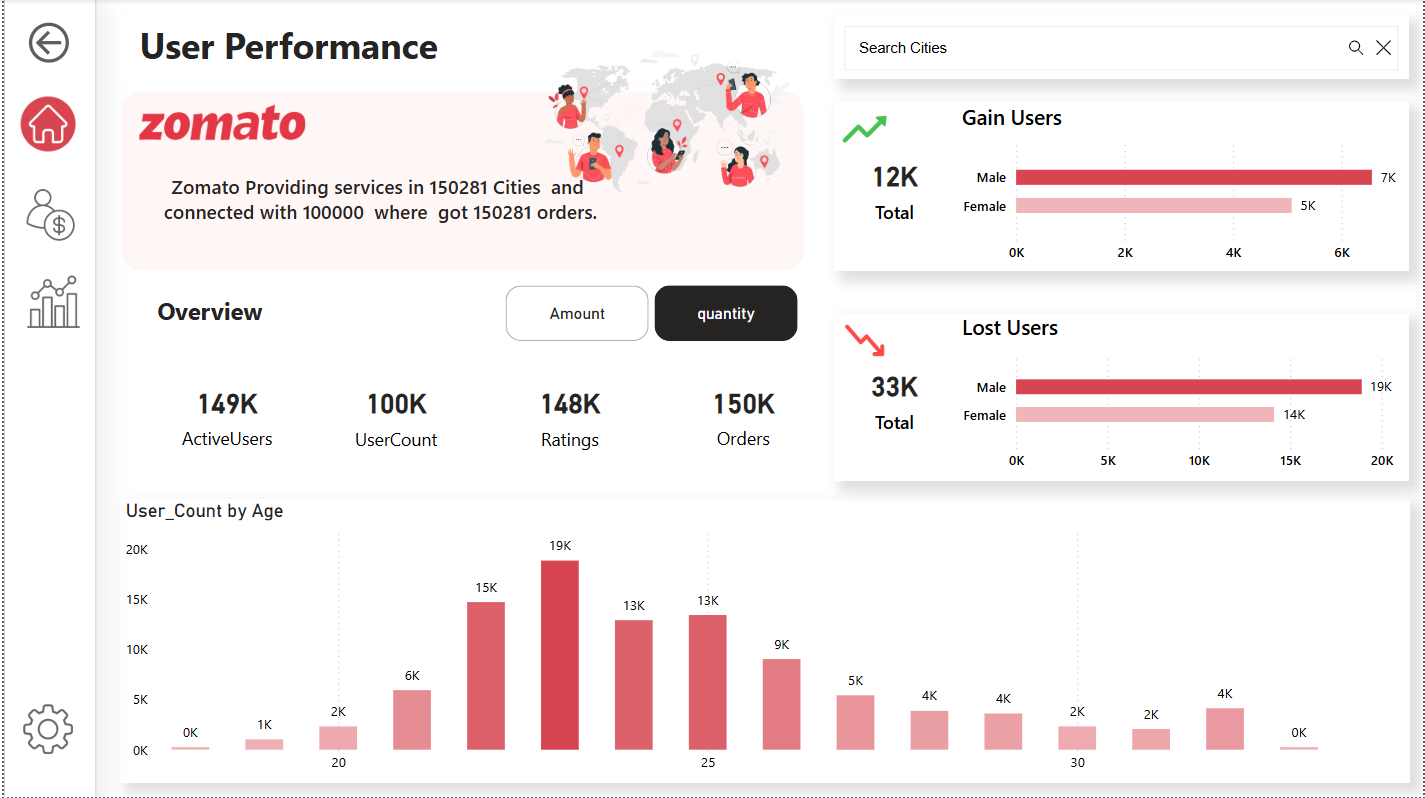 User Performance
zomato
Zomato Providing services in 150281 Cities and
connected with 100000 where got 150281 orders.
Search Cities
Gain Users
12K
Total
Male 7K
Female 5K
0K 2K 4K 6K
Overview
Amount
quantity
149K 100K 148K 150K
ActiveUsers UserCount Ratings Orders
Lost Users
33K
Total
Male 19K
Female 14K
0K 5K 10K 15K 20K
User_Count by Age
20K
15K
10K
5K
0K
0K 1K 2K 6K 15K 19K 13K 13K 9K 5K 4K 4K 2K 2K 4K 0K
20 25 30